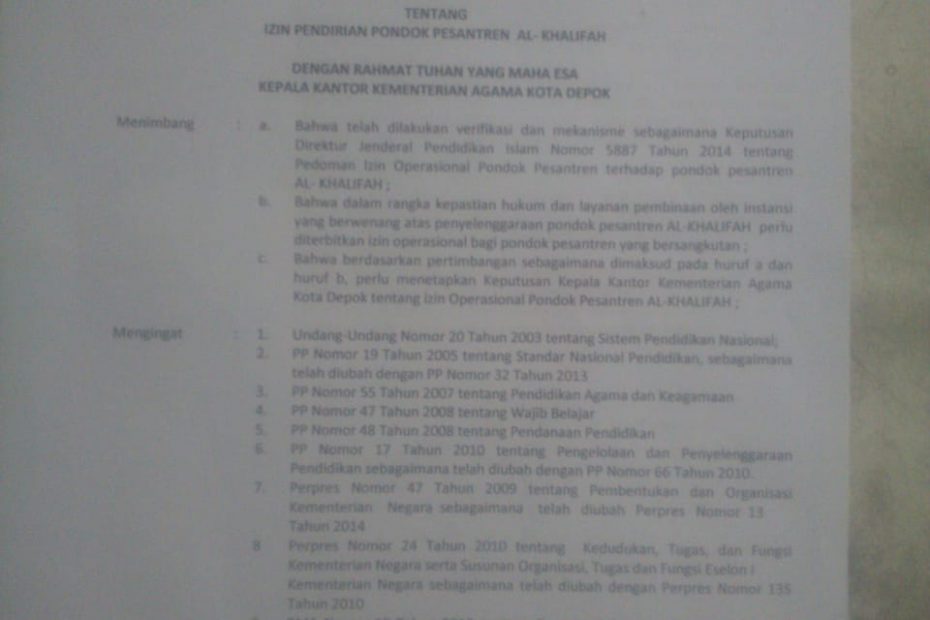 TENTANG
IZIN PENDIRIAN PONDOK PESANTREN AL- KHALIFAH
DENGAN RAHMAT TUHAN YANG MAHA ESA
KEPALA KANTOR KEMENTERIAN AGAMA KOTA DEPOK
Menimbang : a. Bahwa telah dilakukan verifikasi dan mekanisme sebagaimana Keputusan
Direktur Jenderal Pendidikan Islam Nomor 5887 Tahun 2014 tentang
Pedoman Izin Operasional Pondok Pesantren terhadap pondok pesantren
AL- KHALIFAH ;
b. Bahwa dalam rangka kepastian hukum dan layanan pembinaan oleh instansi
yang berwenang atas penyelenggaraan pondok pesantren AL-KHALIFAH perlu
diterbitkan izin operasional bagi pondok pesantren yang bersangkutan ;
c. Bahwa berdasarkan pertimbangan sebagaimana dimaksud pada huruf a dan
huruf b, perlu menetapkan Keputusan Kepala Kantor Kementerian Agama
Kota Depok tentang Izin Operasional Pondok Pesantren AL-KHALIFAH ;
Mengingat : 1. Undang-Undang Nomor 20 Tahun 2003 tentang Sistem Pendidikan Nasional;
2. PP Nomor 19 Tahun 2005 tentang Standar Nasional Pendidikan, sebagaimana
telah diubah dengan PP Nomor 32 Tahun 2013
3. PP Nomor 55 Tahun 2007 tentang Pendidikan Agama dan Keagamaan
4. PP Nomor 47 Tahun 2008 tentang Wajib Belajar
5. PP Nomor 48 Tahun 2008 tentang Pendanaan Pendidikan
6. PP Nomor 17 Tahun 2010 tentang Pengelolaan dan Penyelenggaraan
Pendidikan sebagaimana telah diubah dengan PP Nomor 66 Tahun 2010.
7. Perpres Nomor 47 Tahun 2009 tentang Pembentukan dan Organisasi
Kementerian Negara sebagaimana telah diubah Perpres Nomor 13
Tahun 2014
8 Perpres Nomor 24 Tahun 2010 tentang Kedudukan, Tugas, dan Fungsi
Kementerian Negara serta Susunan Organisasi, Tugas dan Fungsi Eselon I
Kementerian Negara sebagaimana telah diubah dengan Perpres Nomor 135
Tahun 2010